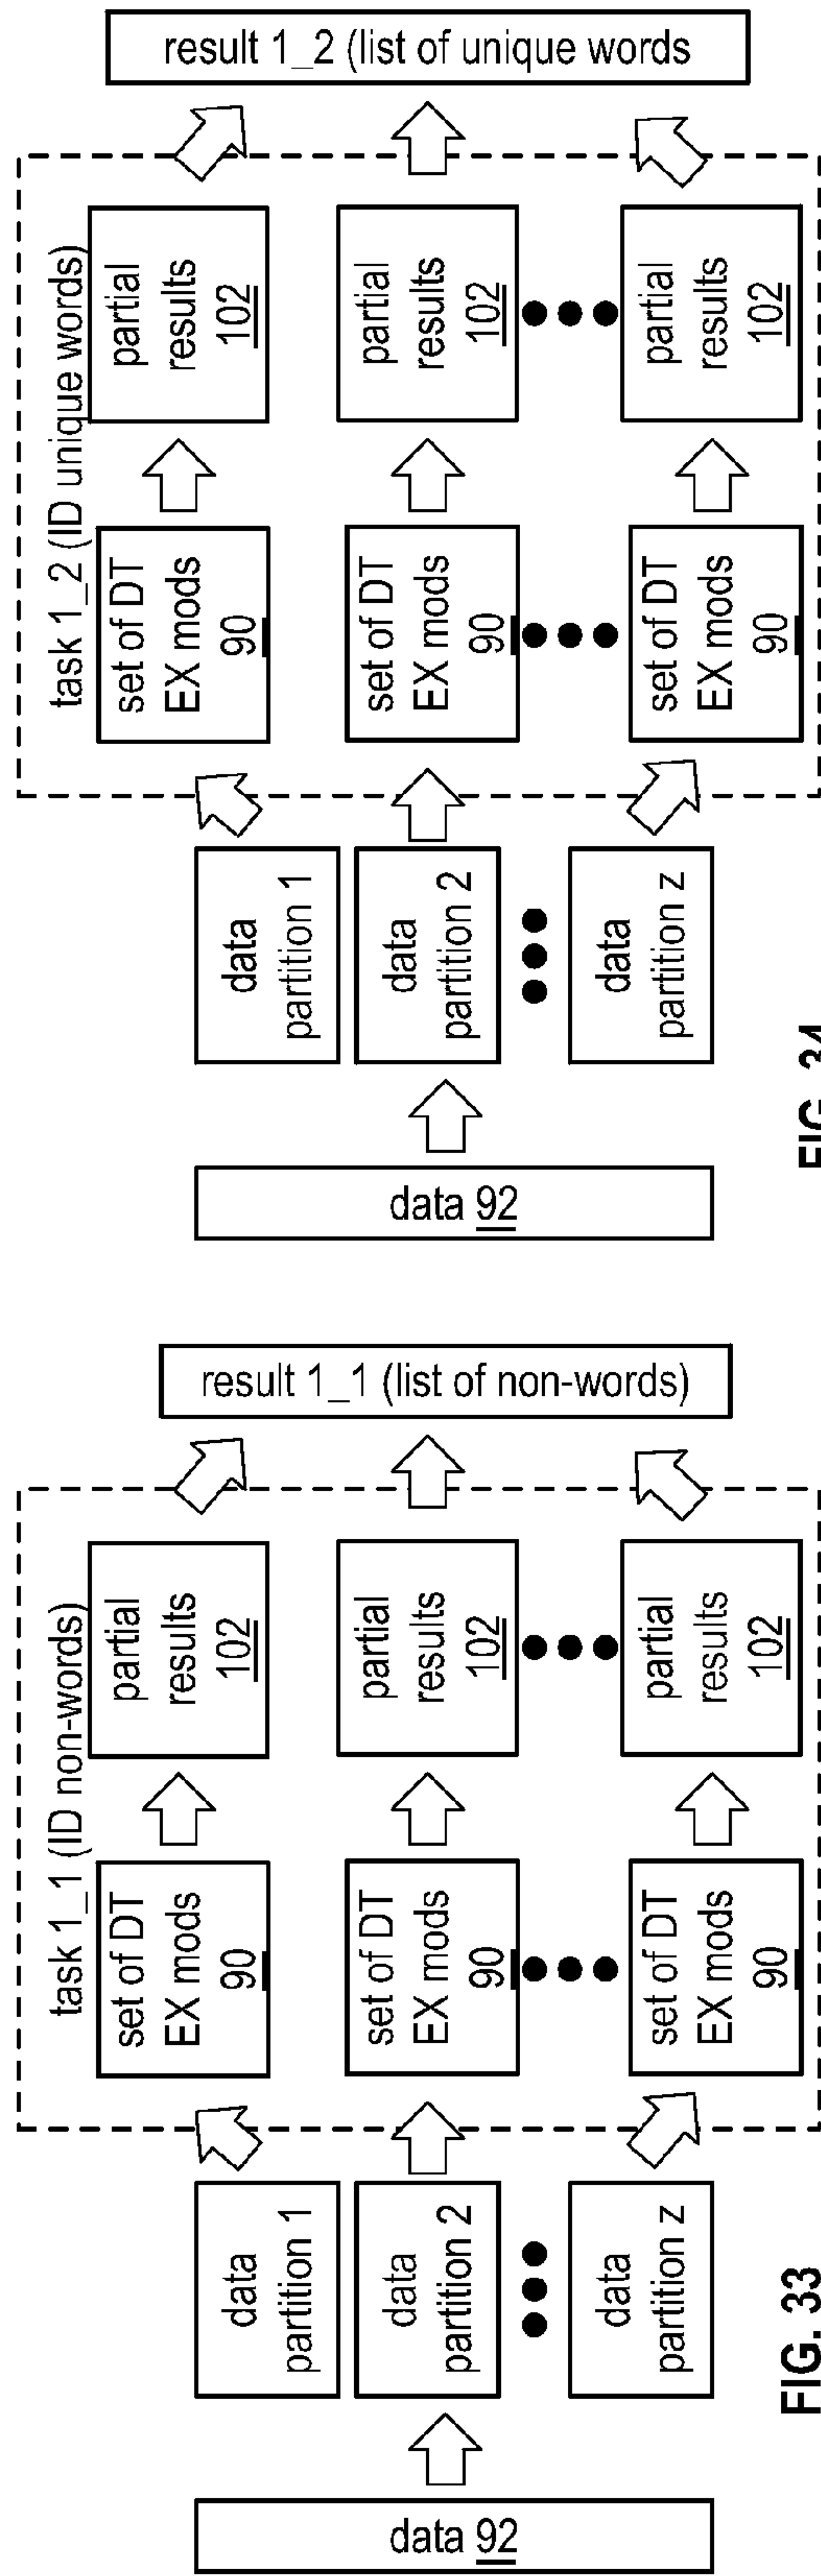 data 92
data
partition 1
data
partition 2
data
partition z
task 1_1 (ID non-words)
set of DT
EX mods
90
set of DT
EX mods
90
set of DT
EX mods
90
partial
results
102
partial
results
102
partial
results
102
result 1_1 (list of non-words)
FIG. 33
data 92
data
partition 1
data
partition 2
data
partition z
task 1_2 (ID unique words)
set of DT
EX mods
90
set of DT
EX mods
90
set of DT
EX mods
90
partial
results
102
partial
results
102
partial
results
102
result 1_2 (list of unique words
FIG. 34